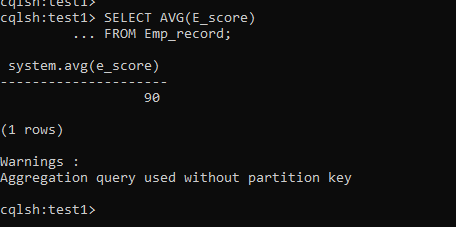 cqlsh:test1>
cqlsh:test1> SELECT AVG(E_score)
         ... FROM Emp_record;
 system.avg(e_score)
---------------------
                  90
(1 rows)
Warnings :
Aggregation query used without partition key
cqlsh:test1>